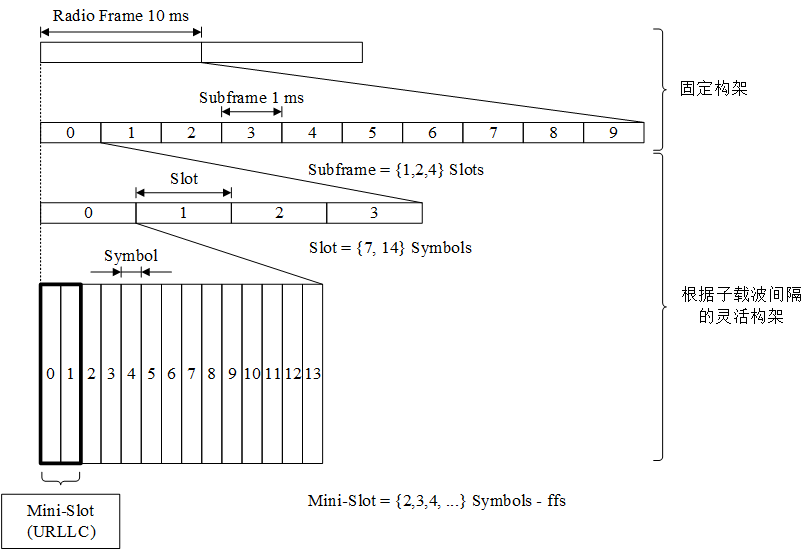 Radio Frame 10 ms
固定构架
Subframe 1 ms
0 1 2 3 4 5 6 7 8 9
Subframe = {1,2,4} Slots
Slot
0 1 2 3
Slot = {7, 14} Symbols
Symbol
根据子载波间隔
的灵活构架
0 1 2 3 4 5 6 7 8 9 10 11 12 13
Mini-Slot = {2,3,4, ...} Symbols - ffs
Mini-Slot
(URLLC)